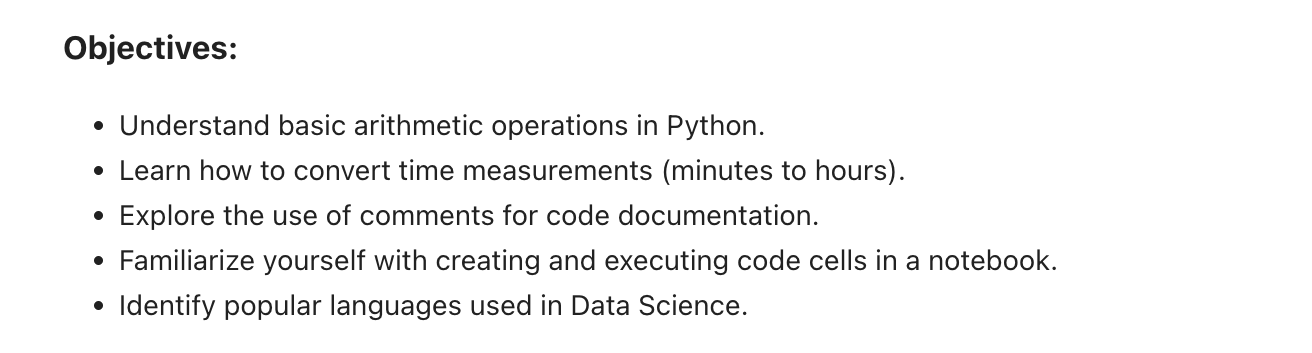 Objectives:
• Understand basic arithmetic operations in Python.
• Learn how to convert time measurements (minutes to hours).
• Explore the use of comments for code documentation.
• Familiarize yourself with creating and executing code cells in a notebook.
• Identify popular languages used in Data Science.